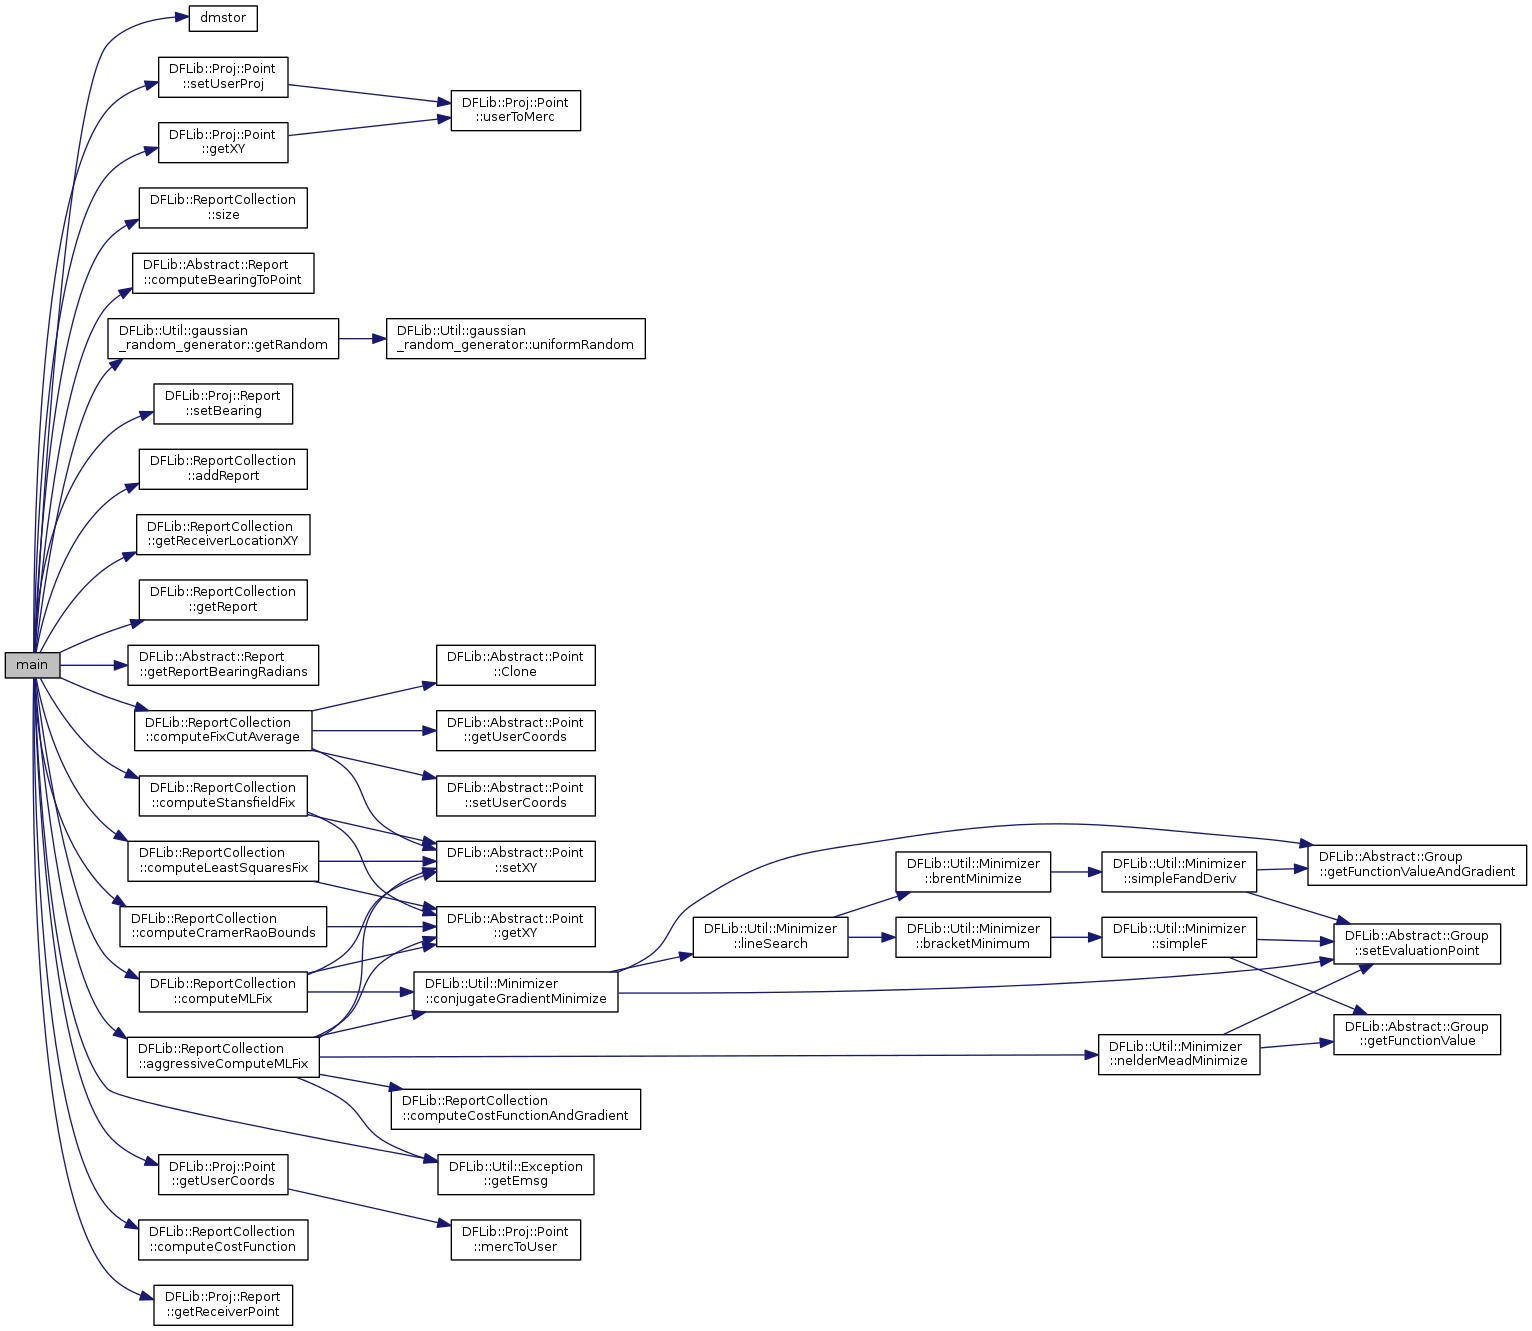 dmstor
DFLib::Proj::Point
::setUserProj
DFLib::Proj::Point
::userToMerc
DFLib::Proj::Point
::getXY
DFLib::ReportCollection
::size
DFLib::Abstract::Report
::computeBearingToPoint
DFLib::Util::gaussian
_random_generator::getRandom
DFLib::Util::gaussian
_random_generator::uniformRandom
DFLib::Proj::Report
::setBearing
DFLib::ReportCollection
::addReport
DFLib::ReportCollection
::getReceiverLocationXY
DFLib::ReportCollection
::getReport
main
DFLib::Abstract::Report
::getReportBearingRadians
DFLib::Abstract::Point
::Clone
DFLib::ReportCollection
::computeFixCutAverage
DFLib::Abstract::Point
::getUserCoords
DFLib::ReportCollection
::computeStansfieldFix
DFLib::Abstract::Point
::setUserCoords
DFLib::ReportCollection
::computeLeastSquaresFix
DFLib::Abstract::Point
::setXY
DFLib::Util::Minimizer
::brentMinimize
DFLib::Util::Minimizer
::simpleFandDeriv
DFLib::Abstract::Group
::getFunctionValueAndGradient
DFLib::ReportCollection
::computeCramerRaoBounds
DFLib::Abstract::Point
::getXY
DFLib::Util::Minimizer
::lineSearch
DFLib::Util::Minimizer
::bracketMinimum
DFLib::Util::Minimizer
::simpleF
DFLib::Abstract::Group
::setEvaluationPoint
DFLib::ReportCollection
::computeMLFix
DFLib::Util::Minimizer
::conjugateGradientMinimize
DFLib::ReportCollection
::aggressiveComputeMLFix
DFLib::Util::Minimizer
::nelderMeadMinimize
DFLib::Abstract::Group
::getFunctionValue
DFLib::ReportCollection
::computeCostFunctionAndGradient
DFLib::Proj::Point
::getUserCoords
DFLib::Util::Exception
::getEmsg
DFLib::ReportCollection
::computeCostFunction
DFLib::Proj::Point
::mercToUser
DFLib::Proj::Report
::getReceiverPoint